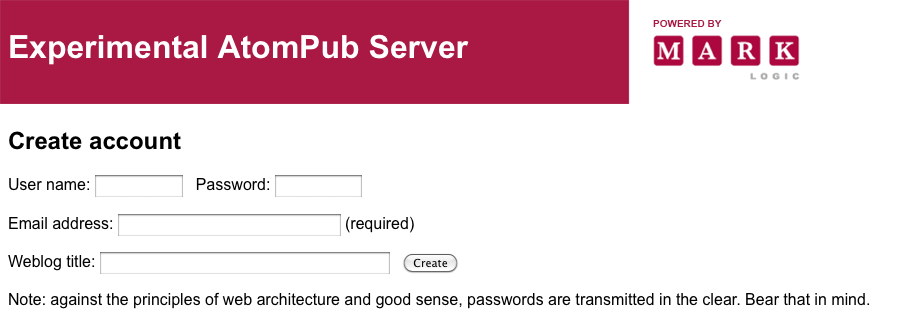 Experimental AtomPub Server
POWERED BY
MARK
LOGIC
Create account
User name: Password:
Email address: (required)
Weblog title: Create
Note: against the principles of web architecture and good sense, passwords are transmitted in the clear. Bear that in mind.